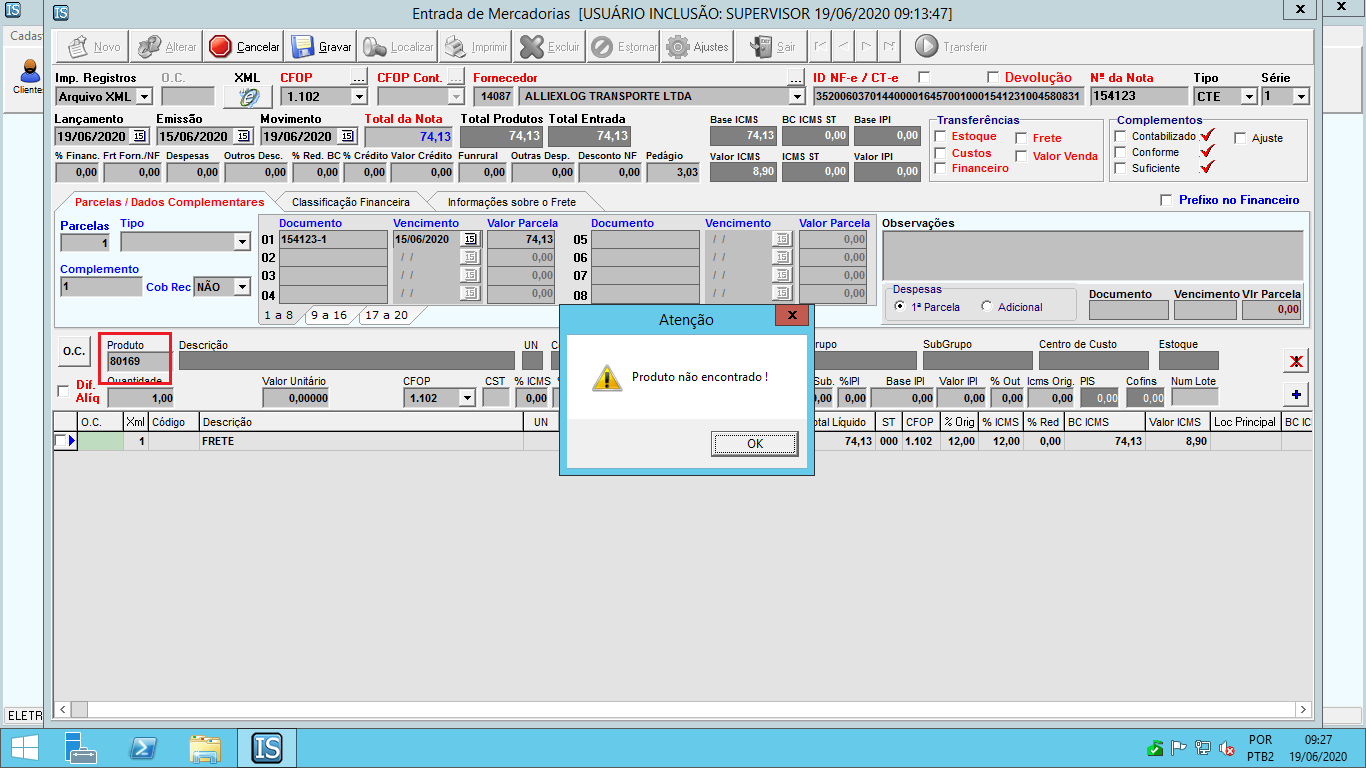 Entrada de Mercadorias [USUÁRIO INCLUSÃO: SUPERVISOR 19/06/2020 09:13:47]
Cadas
Cliente
Novo Alterar Cancelar Gravar Localizar Imprimir Excluir Estornar Ajustes Sair Transferir
Imp. Registros O.C. XML CFOP ... CFOP Cont. ... Fornecedor ... ID NF-e / CT-e Devolução Nº da Nota Tipo Série
Arquivo XML 1.102 14087 ALLIEXLOG TRANSPORTE LTDA 35200603701440000164570010001541231004580831 154123 CTE 1
Lançamento Emissão Movimento Total da Nota Total Produtos Total Entrada Base ICMS BC ICMS ST Base IPI Transferências Complementos
19/06/2020 15 15/06/2020 15 19/06/2020 15 74,13 74,13 74,13 74,13 0,00 0,00 Estoque Frete Contabilizado Ajuste
% Financ. Frt Forn./NF Despesas Outros Desc. % Red. BC % Crédito Valor Crédito Funrural Outras Desp. Desconto NF Pedágio Valor ICMS ICMS ST Valor IPI Custos Valor Venda Conforme
0,00 0,00 0,00 0,00 0,00 0,00 0,00 0,00 0,00 0,00 3,03 8,90 0,00 0,00 Financeiro Suficiente
Parcelas / Dados Complementares Classificação Financeira Informações sobre o Frete Prefixo no Financeiro
Parcelas Tipo Documento Vencimento Valor Parcela Documento Vencimento Valor Parcela Observações
1 01 154123-1 15/06/2020 15 74,13 05 / / 15 0,00
02 / / 15 0,00 06 / / 15 0,00
Complemento 03 / / 15 0,00 07 / / 15 0,00
1 Cob Rec NÃO 04 / / 15 0,00 08 / / 15 0,00
Despesas Documento Vencimento Vlr Parcela
1ª Parcela Adicional 0,00
1 a 8 9 a 16 17 a 20
Atenção
Produto não encontrado !
OK
O.C. Produto Descrição UN rupo SubGrupo Centro de Custo Estoque
80169
Dif. Alíq Quantidade Valor Unitário CFOP CST % ICMS Sub. %IPI Base IPI Valor IPI % Out Icms Orig. PIS Cofins Num Lote
1,00 0,00000 1.102 0,00 0,00 0,00 0,00 0,00 0,00 0,00 0,00 0,00
O.C. Xml Código Descrição UN tal Líquido ST CFOP % Orig % ICMS % Red BC ICMS Valor ICMS Loc Principal BC IC
1 FRETE 74,13 000 1.102 12,00 12,00 0,00 74,13 8,90
ELETR
IS
POR 09:27
PTB2 19/06/2020